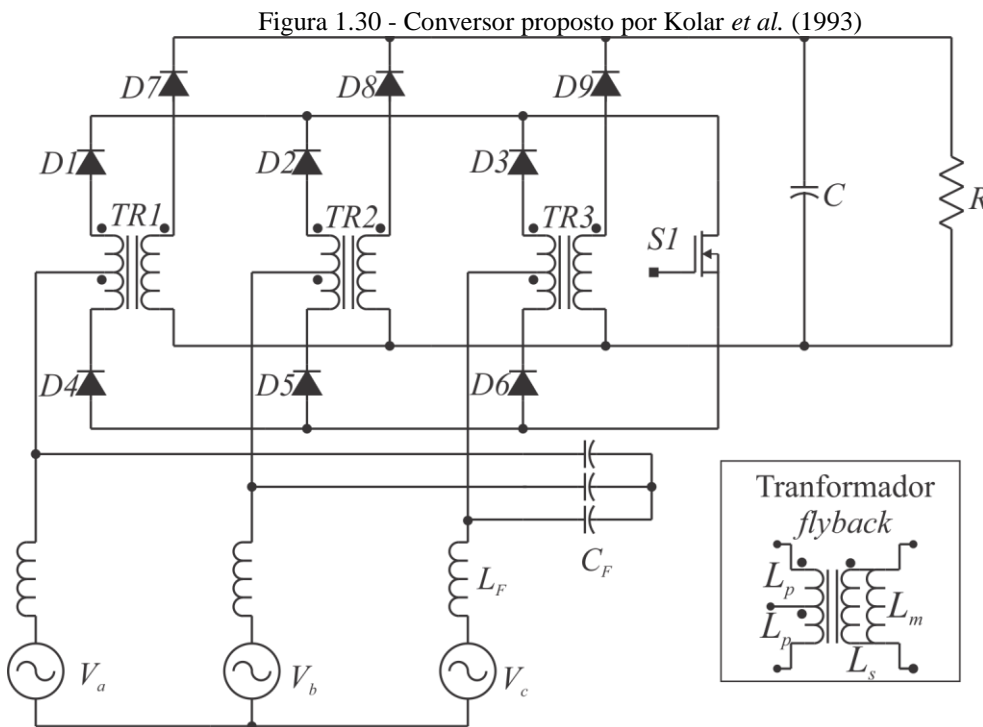 Figura 1.30 - Conversor proposto por Kolar et al. (1993)
D7 D8 D9
D1 D2 D3
TR1 TR2 TR3
S1 C R
D4 D5 D6
C_F
L_F
V_a V_b V_c
Tranformador
flyback
L_p
L_p
L_m
L_s